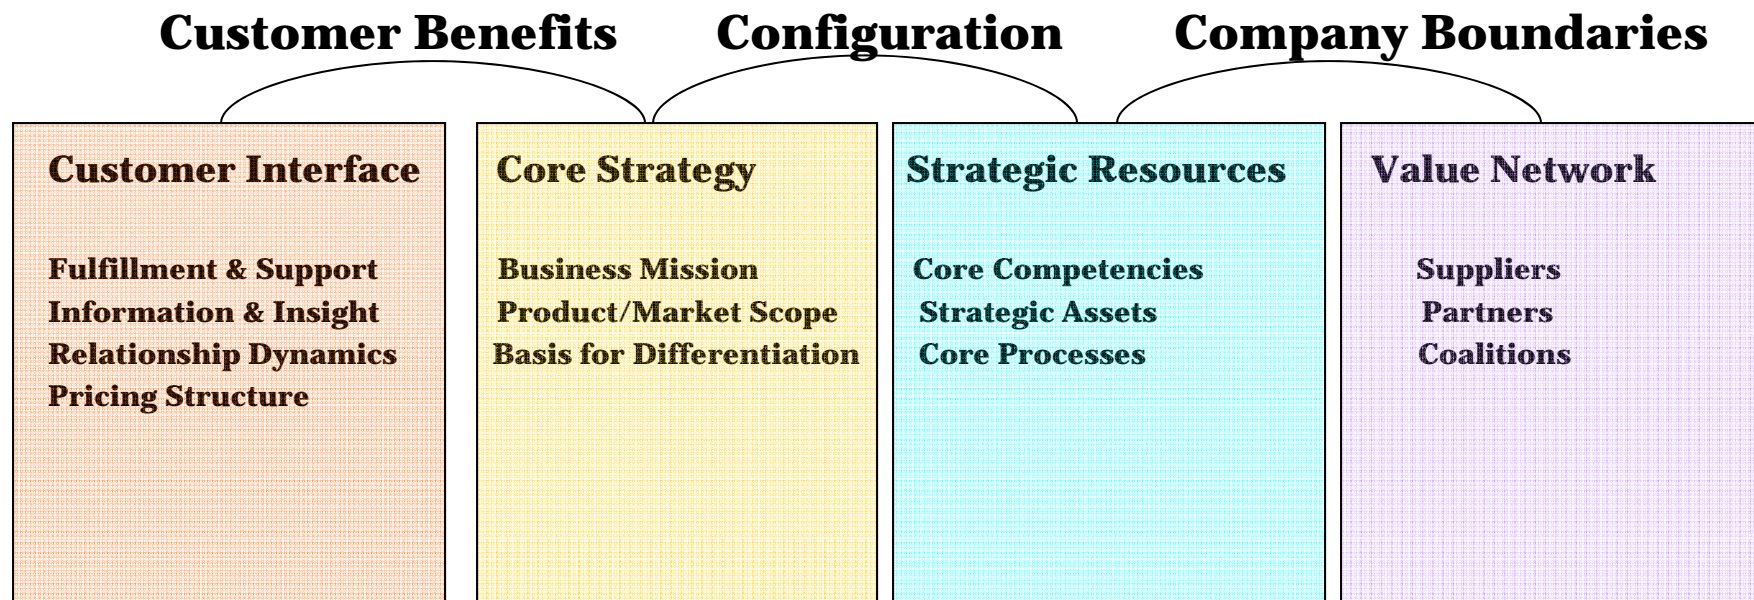 Customer Benefits
Configuration
Company Boundaries
Customer Interface
Fulfillment & Support
Information & Insight
Relationship Dynamics
Pricing Structure
Core Strategy
Business Mission
Product/Market Scope
Basis for Differentiation
Strategic Resources
Core Competencies
Strategic Assets
Core Processes
Value Network
Suppliers
Partners
Coalitions